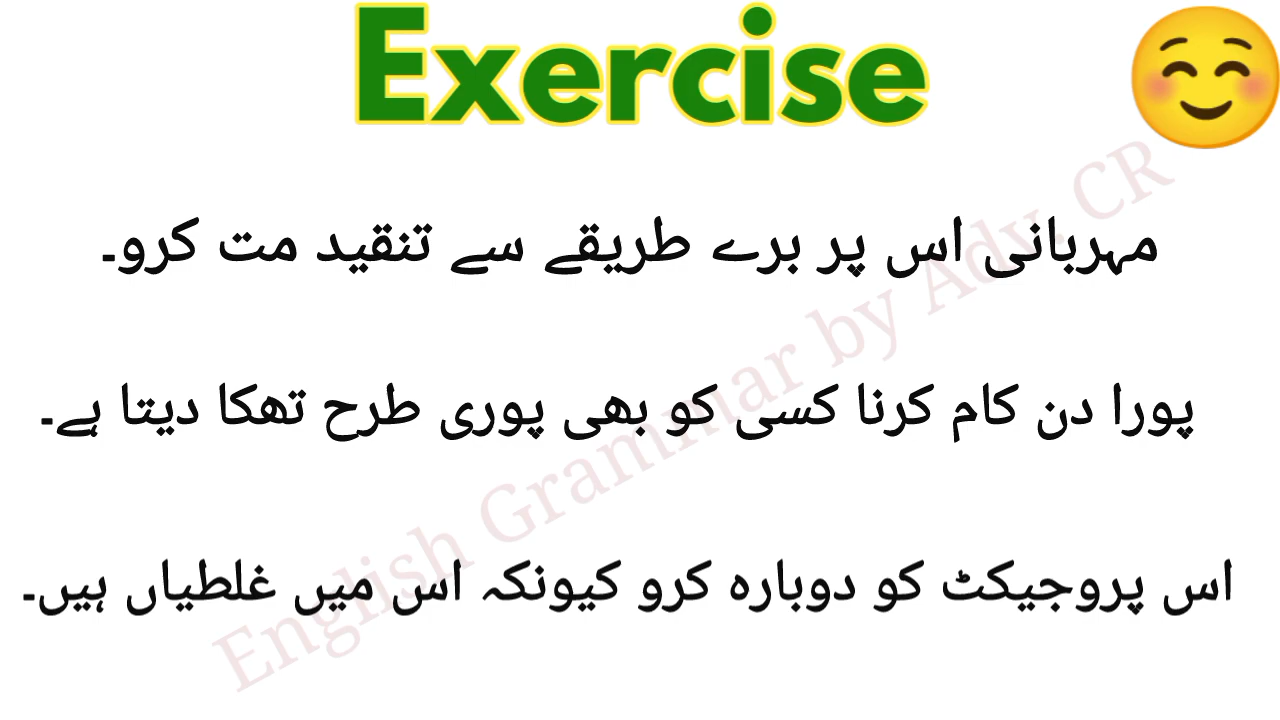 Exercise
مہربانی اس پر برے طریقے سے تنقید مت کرو۔
پورا دن کام کرنا کسی کو بھی پوری طرح تھکا دیتا ہے۔
اس پروجیکٹ کو دوبارہ کرو کیونکہ اس میں غلطیاں ہیں۔
English Grammar by Ady CR